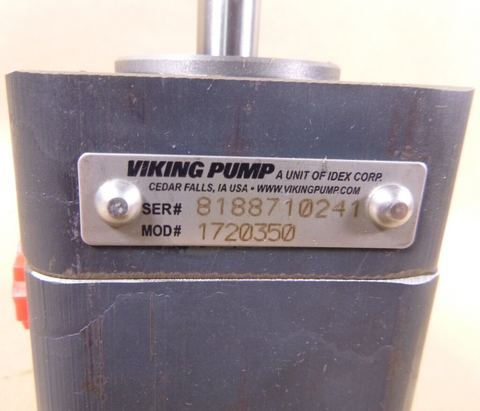 VIKING PUMP A UNIT OF IDEX CORP.
CEDAR FALLS, IA USA • WWW.VIKINGPUMP.COM
SER# 8188710241
MOD# 1720350